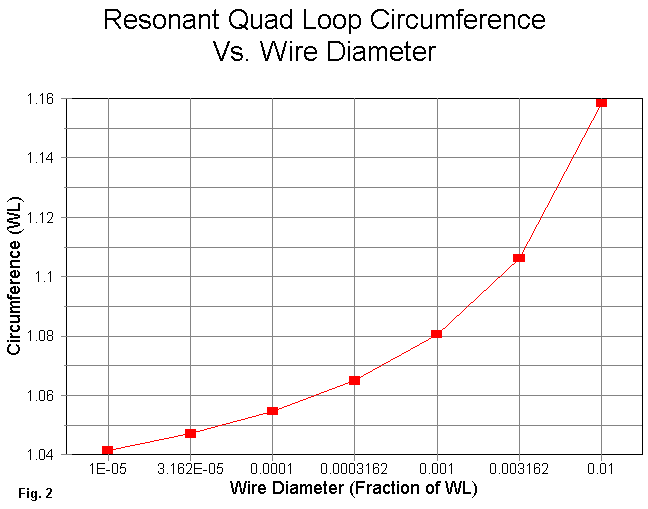 Resonant Quad Loop Circumference
Vs. Wire Diameter
1.16
1.14
1.12
1.1
1.08
1.06
1.04
Circumference (WL)
1E-05 3.162E-05 0.0001 0.0003162 0.001 0.003162 0.01
Wire Diameter (Fraction of WL)
Fig. 2